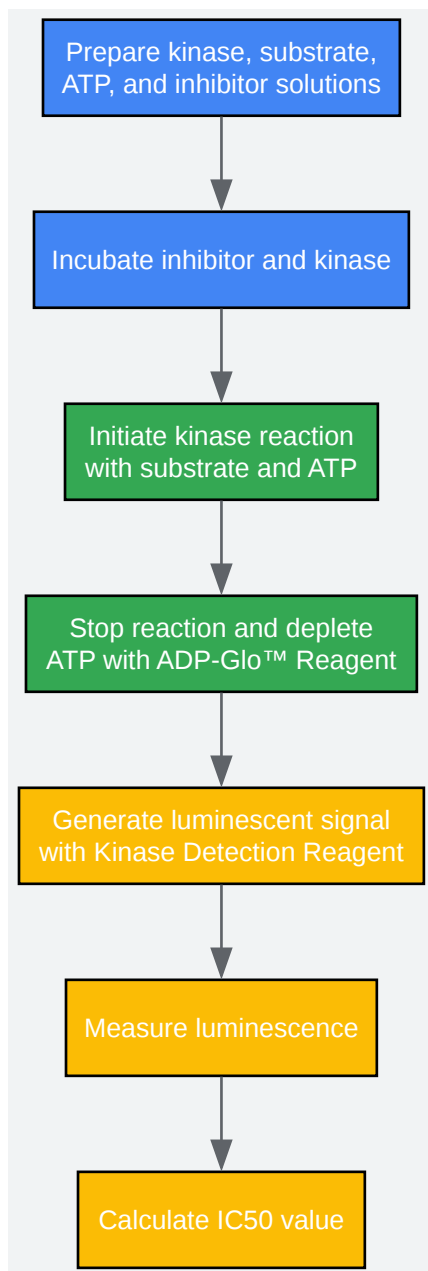 Prepare kinase, substrate,
ATP, and inhibitor solutions
Incubate inhibitor and kinase
Initiate kinase reaction
with substrate and ATP
Stop reaction and deplete
ATP with ADP-Glo™ Reagent
Generate luminescent signal
with Kinase Detection Reagent
Measure luminescence
Calculate IC50 value